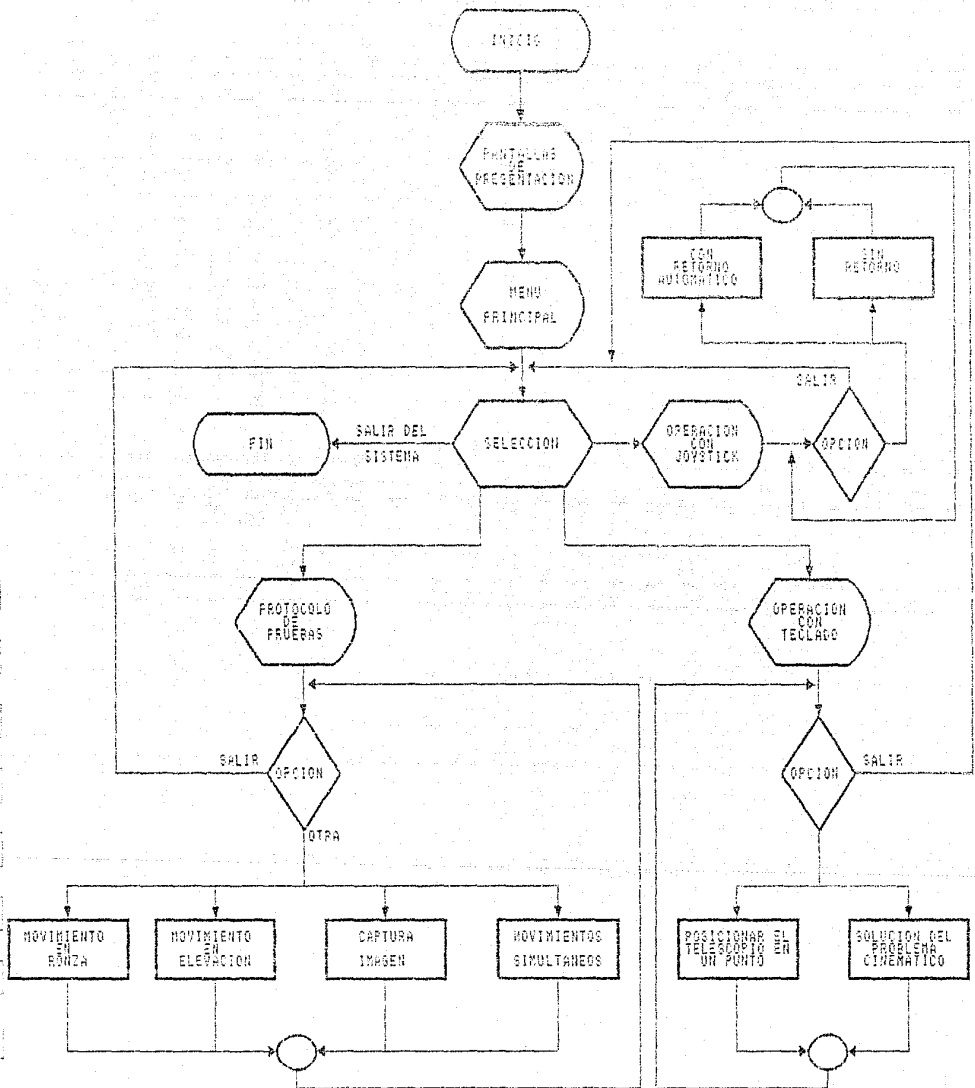 INICIO
PANTALLAS
DE
PRESENTACION
MENU
PRINCIPAL
CON
RETORNO
AUTOMATICO
SIN
RETORNO
SALIR
FIN
SALIR DEL
SISTEMA
SELECCION
OPERACION
CON
JOYSTICK
OPCION
PROTOCOLO
DE
PRUEBAS
OPERACION
CON
TECLADO
SALIR
OPCION
OTRA
OPCION
SALIR
MOVIMIENTO
EN
RONZA
MOVIMIENTO
EN
ELEVACION
CAPTURA
IMAGEN
MOVIMIENTOS
SIMULTANEOS
POSICIONAR EL
TELESCOPIO EN
UN PUNTO
SOLUCION DEL
PROBLEMA
CINEMATICO